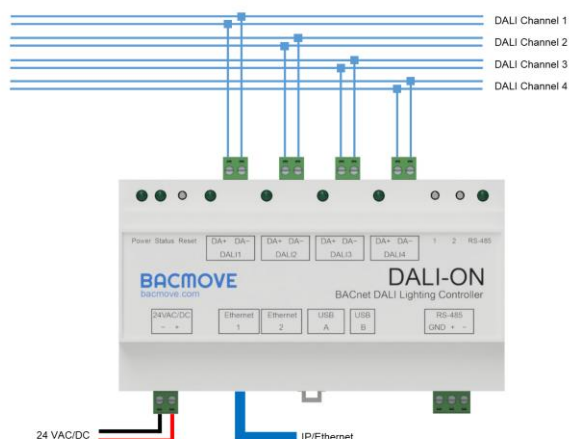 DALI Channel 1
DALI Channel 2
DALI Channel 3
DALI Channel 4
Power Status Reset DA+ DA− DA+ DA− DA+ DA− DA+ DA− 1 2 RS-485
DALI1 DALI2 DALI3 DALI4
BACMOVE
bacmove.com
DALI-ON
BACnet DALI Lighting Controller
24VAC/DC Ethernet Ethernet USB USB RS-485
− + 1 2 A B GND + −
24 VAC/DC IP/Ethernet